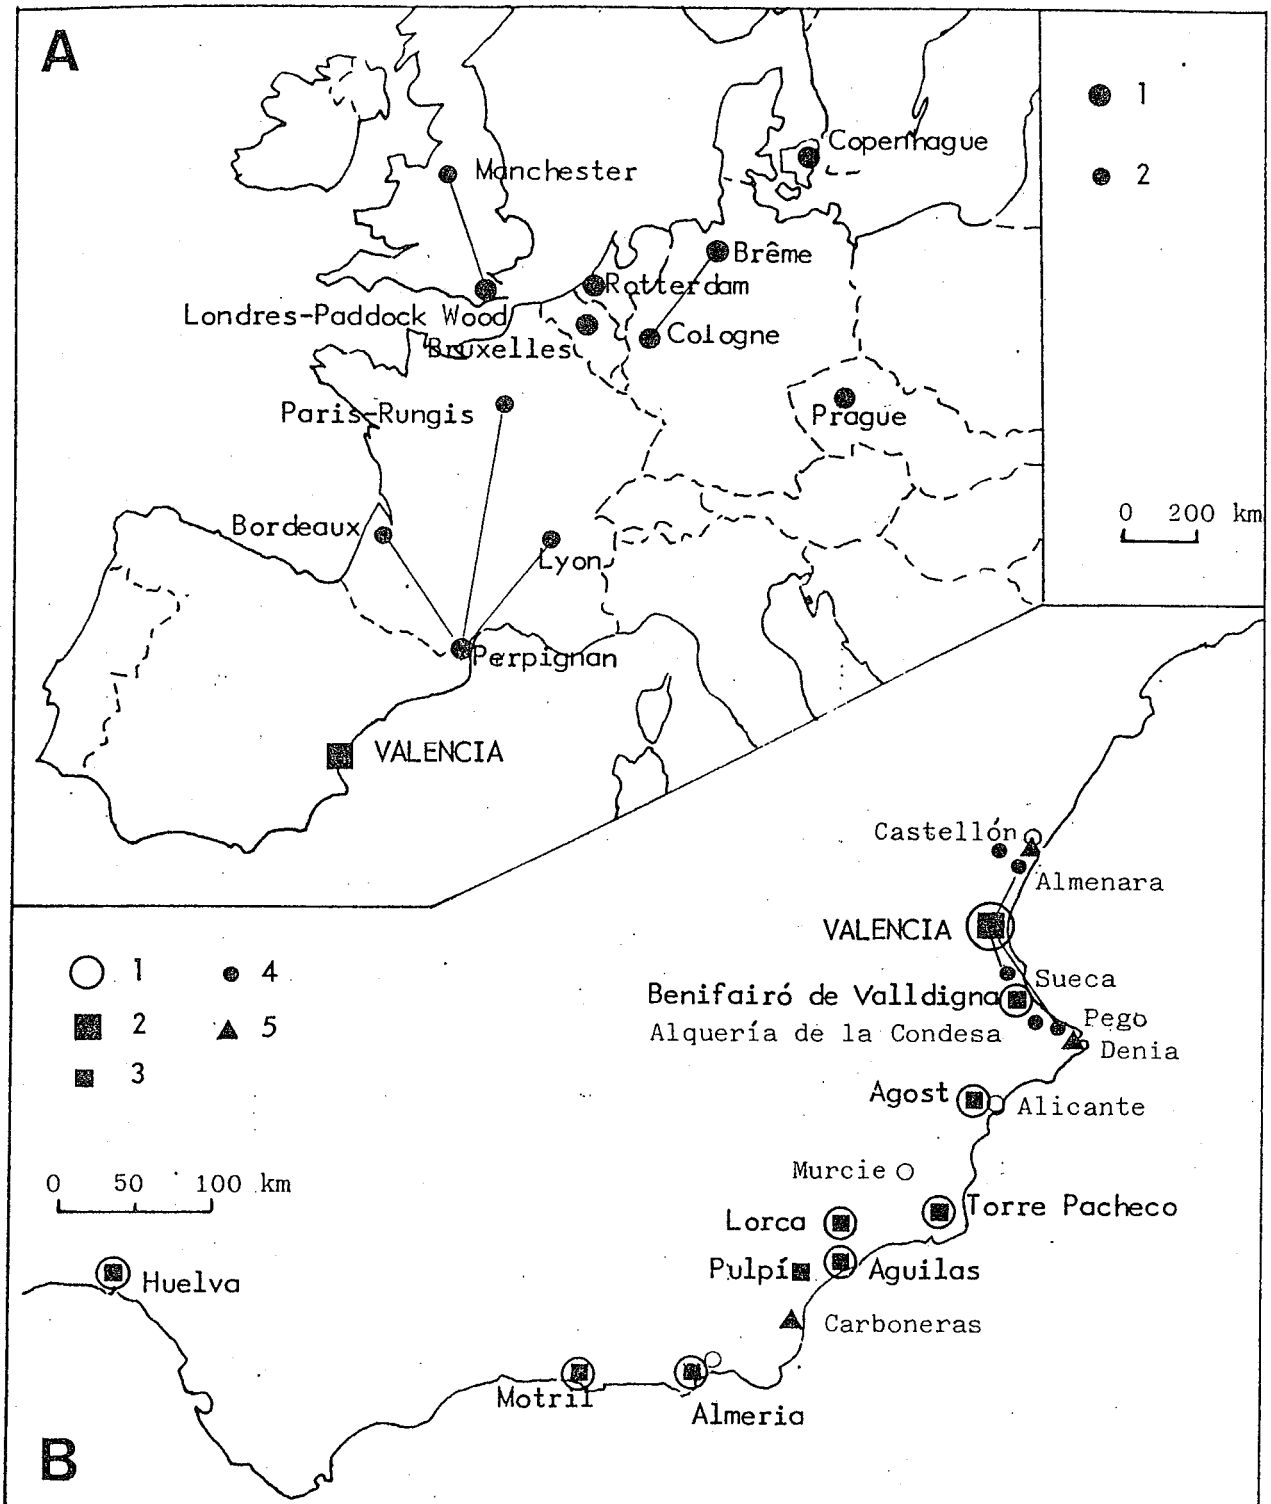 A
1
2
Copenhague
Manchester
Brême
Rotterdam
Londres-Paddock Wood
Cologne
Bruxelles
Paris-Rungis
Prague
0 200 km
Bordeaux
Lyon
Perpignan
VALENCIA
Castellón
Almenara
VALENCIA
1 4
2 5
3
Sueca
Benifairó de Valldigna
Pego
Alquería de la Condesa
Denia
Agost
Alicante
Murcie
0 50 100 km
Torre Pacheco
Lorca
Pulpí
Aguilas
Huelva
Carboneras
Motril
Almeria
B